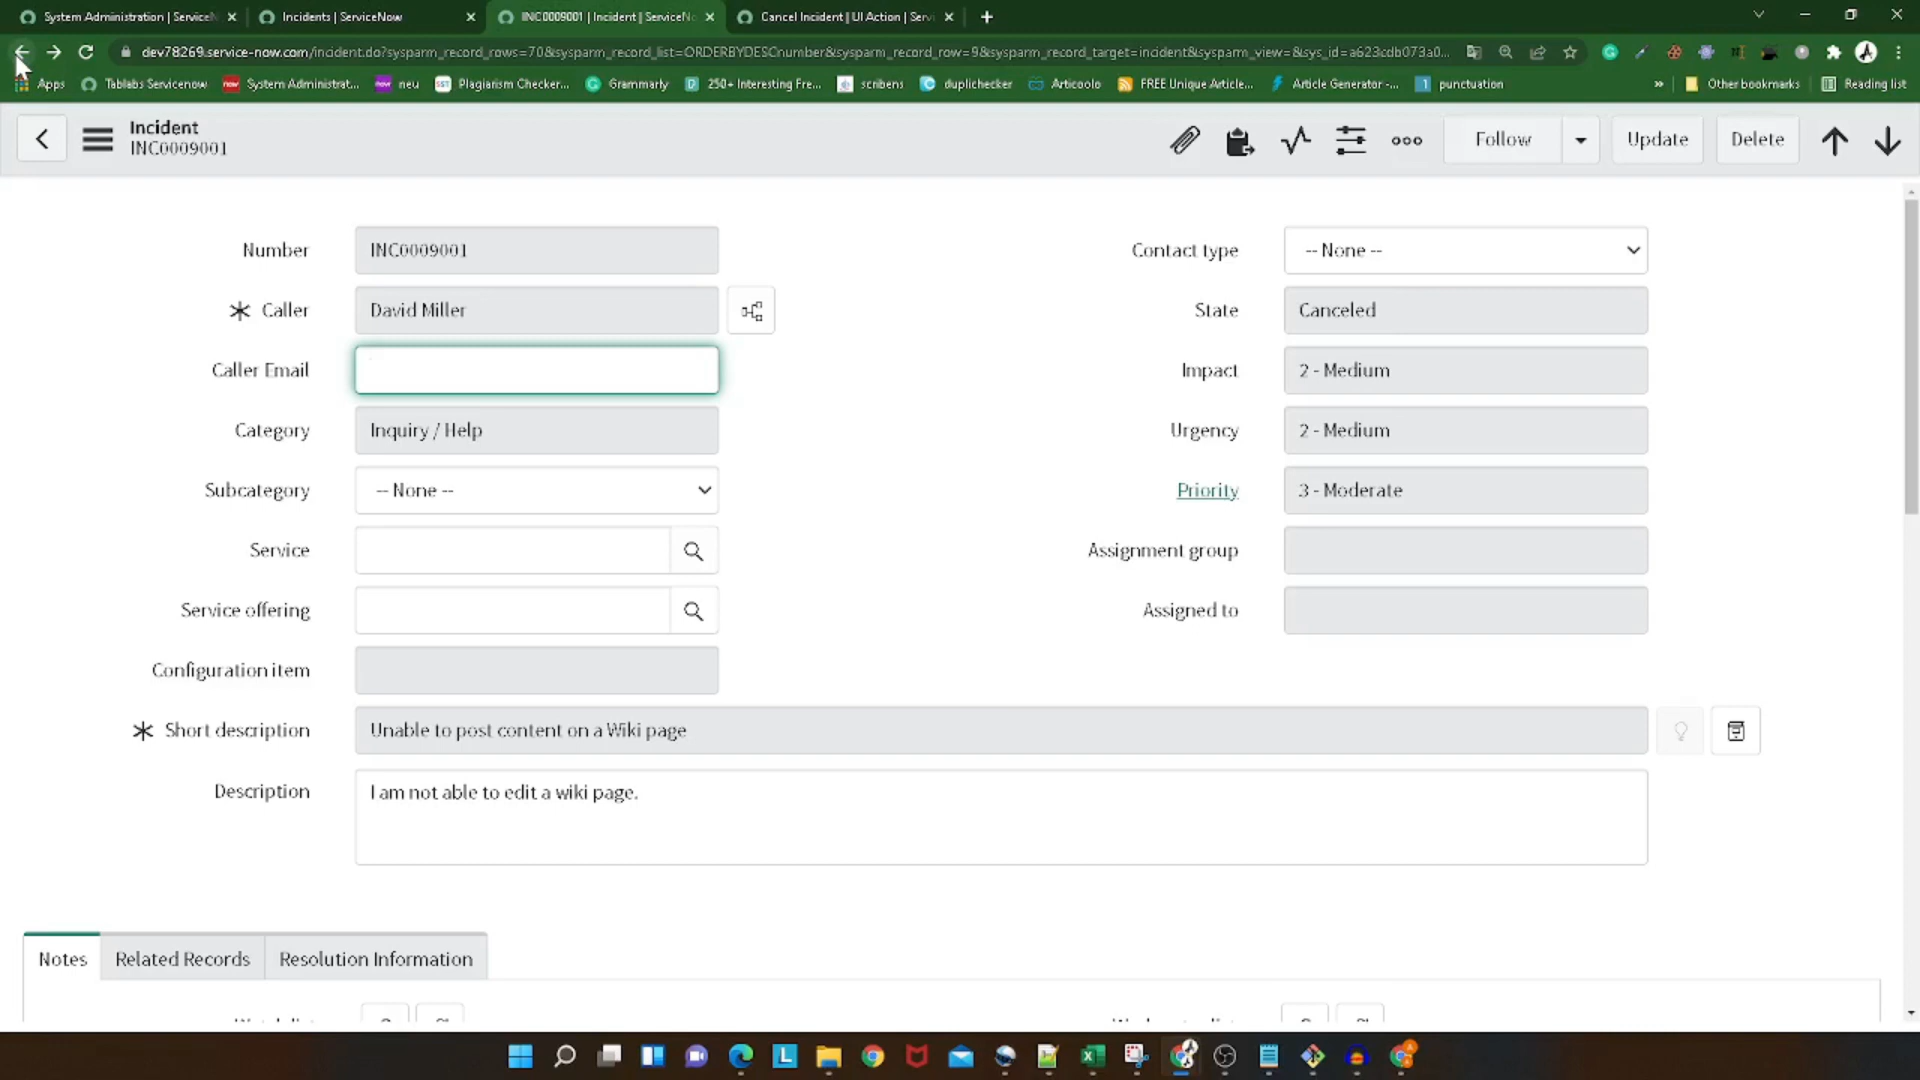 System Administration | ServiceN
Incidents | ServiceNow
INC0009001 | Incident | ServiceNo
Cancel Incident | UI Action | Servi
dev78269.service-now.com/incident.do?sysparm_record_rows=70&sysparm_record_list=ORDERBYDESCnumber&sysparm_record_row=9&sysparm_record_target=incident&sysparm_view=&sys_id=a623cdb073a0...
Apps
Tablabs Servicenow
System Administrat...
neu
Plagiarism Checker...
Grammarly
250+ Interesting Fre...
scribens
duplichecker
Articoolo
FREE Unique Article...
Article Generator -...
punctuation
»
Other bookmarks
Reading list
Incident
INC0009001
Follow
Update
Delete
Number
INC0009001
Contact type
-- None --
Caller
David Miller
State
Canceled
Caller Email
Impact
2 - Medium
Category
Inquiry / Help
Urgency
2 - Medium
Subcategory
-- None --
Priority
3 - Moderate
Service
Assignment group
Service offering
Assigned to
Configuration item
Short description
Unable to post content on a Wiki page
Description
I am not able to edit a wiki page.
Notes
Related Records
Resolution Information